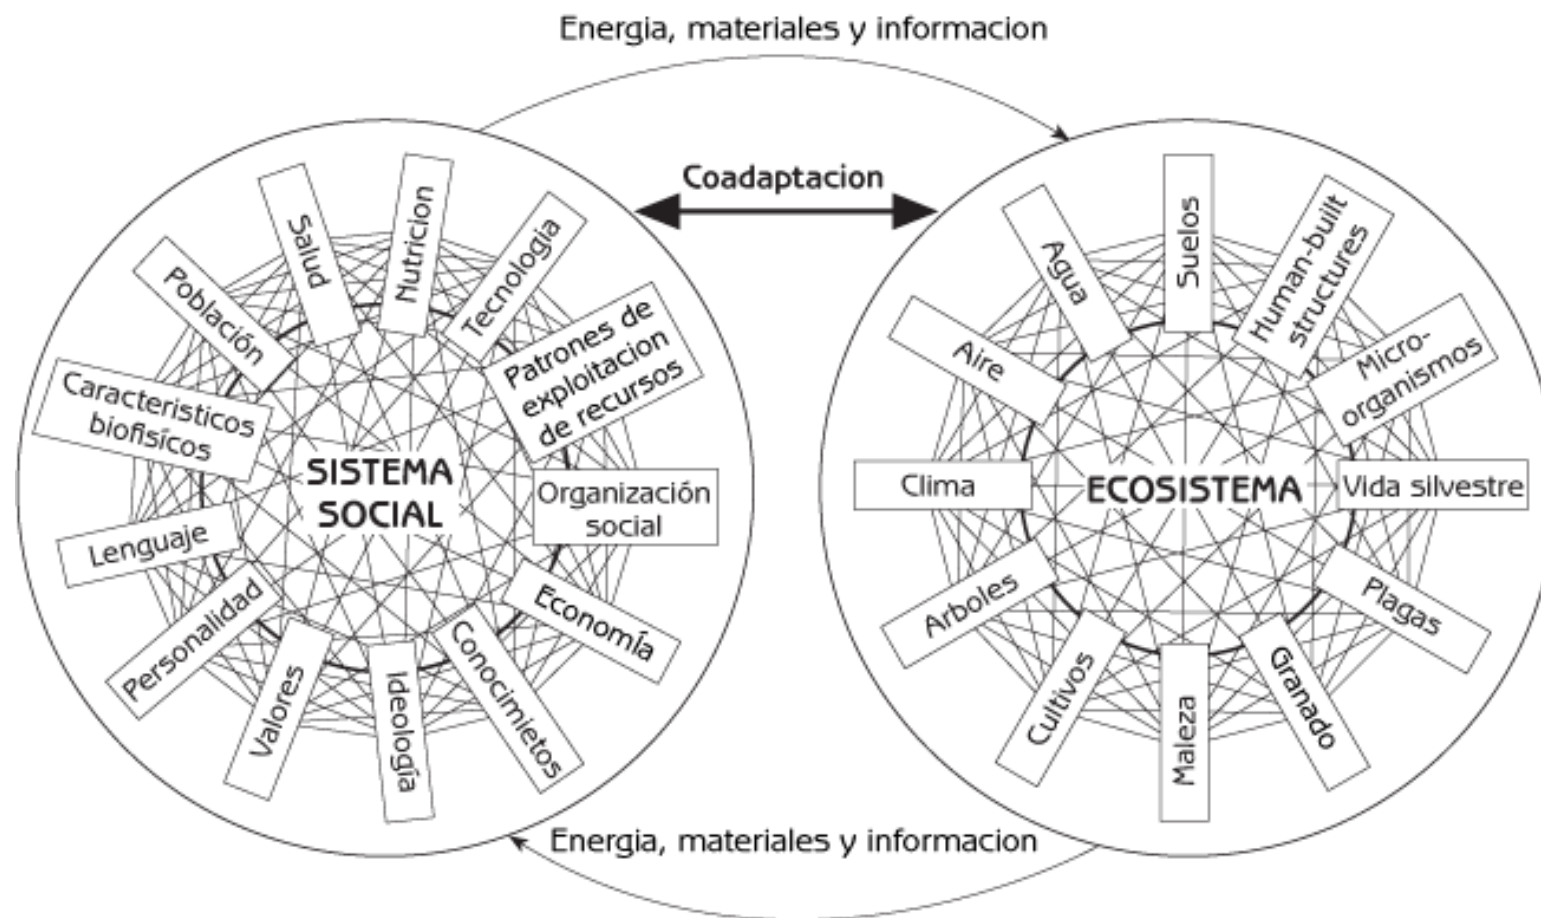 Energia, materiales y informacion
Coadaptacion
Salud
Nutricion
Tecnologia
Población
Patrones de
exploitacion
de recursos
Caracteristicos
biofisícos
SISTEMA
SOCIAL
Organización
social
Lenguaje
Economía
Personalidad
Valores
Ideología
Conocimietos
Suelos
Human-built
structures
Agua
Aire
Micro-
organismos
Clima
ECOSISTEMA
Vida silvestre
Arboles
Plagas
Cultivos
Maleza
Granado
Energia, materiales y informacion